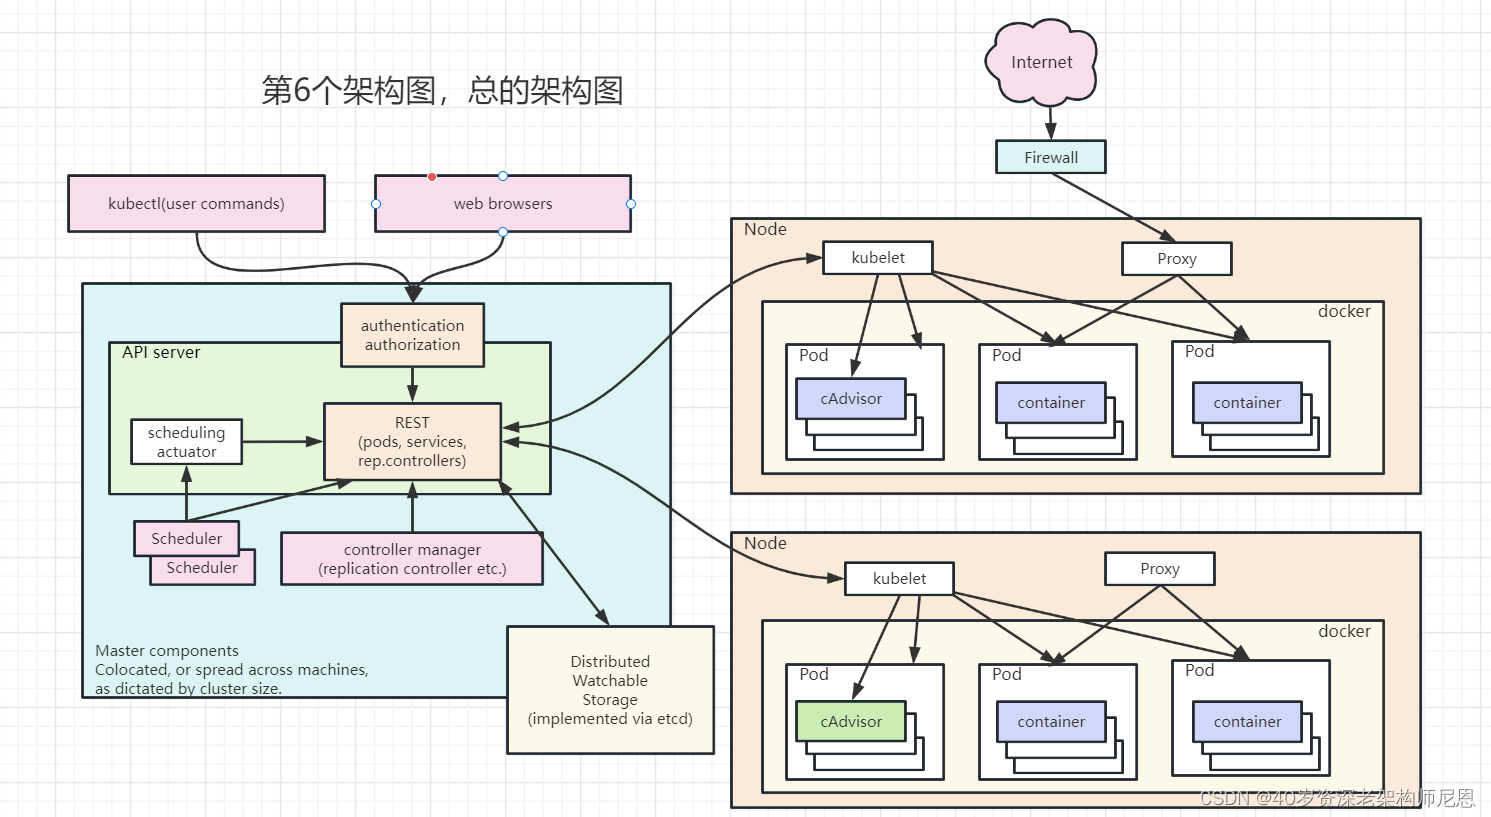 第6个架构图，总的架构图
Internet
Firewall
kubectl(user commands)
web browsers
authentication
authorization
API server
scheduling
actuator
REST
(pods, services,
rep.controllers)
Scheduler
Scheduler
controller manager
(replication controller etc.)
Master components
Colocated, or spread across machines,
as dictated by cluster size.
Distributed
Watchable
Storage
(implemented via etcd)
Node
kubelet
Proxy
docker
Pod
cAdvisor
Pod
container
Pod
container
Node
kubelet
Proxy
docker
Pod
cAdvisor
Pod
container
Pod
container
CSDN @40岁资深老架构师尼恩